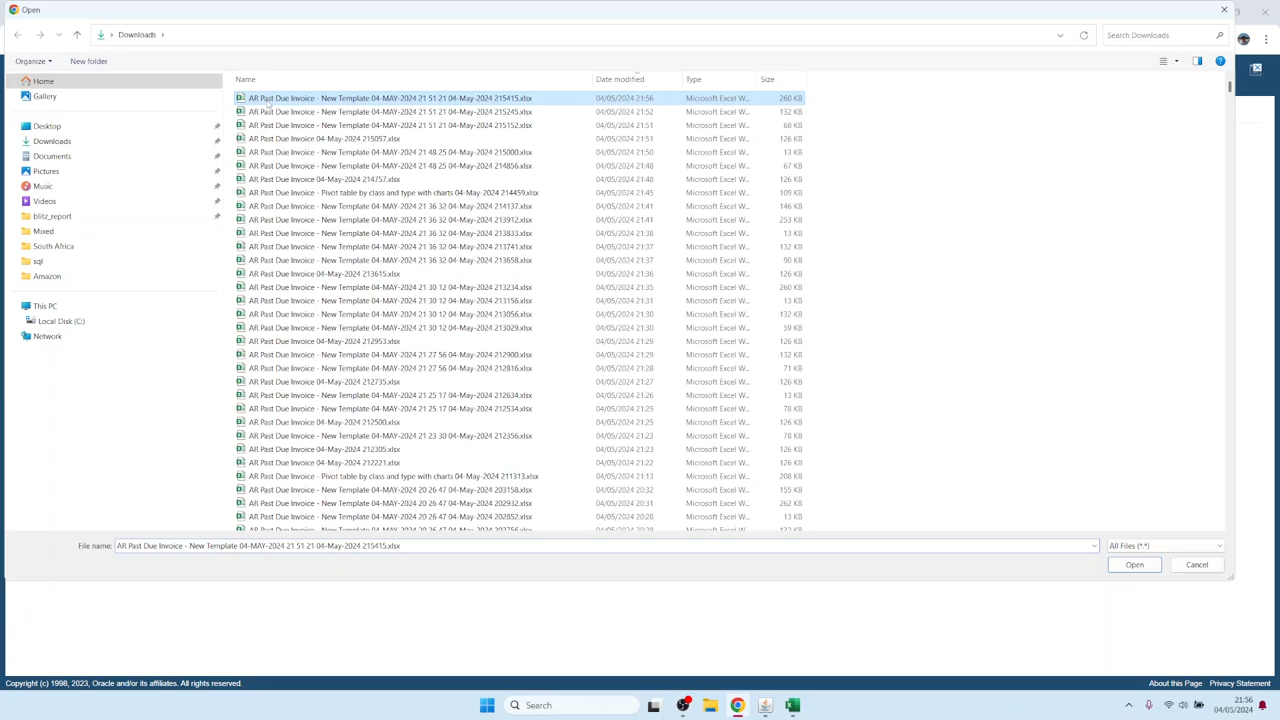 Open
Downloads
Search Downloads
Organize
New folder
Home
Gallery
Desktop
Downloads
Documents
Pictures
Music
Videos
blitz_report
Mixed
South Africa
sql
Amazon
This PC
Local Disk (C:)
Network
Name Date modified Type Size
AR Past Due Invoice - New Template 04-MAY-2024 21 51 21 04-May-2024 215415.xlsx 04/05/2024 21:56 Microsoft Excel W... 260 KB
AR Past Due Invoice - New Template 04-MAY-2024 21 51 21 04-May-2024 215245.xlsx 04/05/2024 21:52 Microsoft Excel W... 132 KB
AR Past Due Invoice - New Template 04-MAY-2024 21 51 21 04-May-2024 215152.xlsx 04/05/2024 21:51 Microsoft Excel W... 68 KB
AR Past Due Invoice 04-May-2024 215057.xlsx 04/05/2024 21:51 Microsoft Excel W... 126 KB
AR Past Due Invoice - New Template 04-MAY-2024 21 48 25 04-May-2024 215000.xlsx 04/05/2024 21:50 Microsoft Excel W... 13 KB
AR Past Due Invoice - New Template 04-MAY-2024 21 48 25 04-May-2024 214856.xlsx 04/05/2024 21:48 Microsoft Excel W... 67 KB
AR Past Due Invoice 04-May-2024 214757.xlsx 04/05/2024 21:48 Microsoft Excel W... 126 KB
AR Past Due Invoice - Pivot table by class and type with charts 04-May-2024 214459.xlsx 04/05/2024 21:45 Microsoft Excel W... 109 KB
AR Past Due Invoice - New Template 04-MAY-2024 21 36 32 04-May-2024 214137.xlsx 04/05/2024 21:41 Microsoft Excel W... 146 KB
AR Past Due Invoice - New Template 04-MAY-2024 21 36 32 04-May-2024 213912.xlsx 04/05/2024 21:41 Microsoft Excel W... 253 KB
AR Past Due Invoice - New Template 04-MAY-2024 21 36 32 04-May-2024 213833.xlsx 04/05/2024 21:38 Microsoft Excel W... 13 KB
AR Past Due Invoice - New Template 04-MAY-2024 21 36 32 04-May-2024 213741.xlsx 04/05/2024 21:37 Microsoft Excel W... 132 KB
AR Past Due Invoice - New Template 04-MAY-2024 21 36 32 04-May-2024 213658.xlsx 04/05/2024 21:37 Microsoft Excel W... 90 KB
AR Past Due Invoice 04-May-2024 213615.xlsx 04/05/2024 21:36 Microsoft Excel W... 126 KB
AR Past Due Invoice - New Template 04-MAY-2024 21 30 12 04-May-2024 213234.xlsx 04/05/2024 21:35 Microsoft Excel W... 260 KB
AR Past Due Invoice - New Template 04-MAY-2024 21 30 12 04-May-2024 213156.xlsx 04/05/2024 21:31 Microsoft Excel W... 13 KB
AR Past Due Invoice - New Template 04-MAY-2024 21 30 12 04-May-2024 213056.xlsx 04/05/2024 21:30 Microsoft Excel W... 132 KB
AR Past Due Invoice - New Template 04-MAY-2024 21 30 12 04-May-2024 213029.xlsx 04/05/2024 21:30 Microsoft Excel W... 59 KB
AR Past Due Invoice 04-May-2024 212953.xlsx 04/05/2024 21:29 Microsoft Excel W... 126 KB
AR Past Due Invoice - New Template 04-MAY-2024 21 27 56 04-May-2024 212900.xlsx 04/05/2024 21:29 Microsoft Excel W... 132 KB
AR Past Due Invoice - New Template 04-MAY-2024 21 27 56 04-May-2024 212816.xlsx 04/05/2024 21:28 Microsoft Excel W... 71 KB
AR Past Due Invoice 04-May-2024 212735.xlsx 04/05/2024 21:27 Microsoft Excel W... 126 KB
AR Past Due Invoice - New Template 04-MAY-2024 21 25 17 04-May-2024 212634.xlsx 04/05/2024 21:26 Microsoft Excel W... 13 KB
AR Past Due Invoice - New Template 04-MAY-2024 21 25 17 04-May-2024 212534.xlsx 04/05/2024 21:25 Microsoft Excel W... 78 KB
AR Past Due Invoice 04-May-2024 212500.xlsx 04/05/2024 21:25 Microsoft Excel W... 126 KB
AR Past Due Invoice - New Template 04-MAY-2024 21 23 30 04-May-2024 212356.xlsx 04/05/2024 21:23 Microsoft Excel W... 78 KB
AR Past Due Invoice 04-May-2024 212305.xlsx 04/05/2024 21:23 Microsoft Excel W... 126 KB
AR Past Due Invoice 04-May-2024 212221.xlsx 04/05/2024 21:22 Microsoft Excel W... 126 KB
AR Past Due Invoice - Pivot table by class and type with charts 04-May-2024 211313.xlsx 04/05/2024 21:13 Microsoft Excel W... 208 KB
AR Past Due Invoice - New Template 04-MAY-2024 20 26 47 04-May-2024 203158.xlsx 04/05/2024 20:32 Microsoft Excel W... 155 KB
AR Past Due Invoice - New Template 04-MAY-2024 20 26 47 04-May-2024 202932.xlsx 04/05/2024 20:31 Microsoft Excel W... 262 KB
AR Past Due Invoice - New Template 04-MAY-2024 20 26 47 04-May-2024 202852.xlsx 04/05/2024 20:28 Microsoft Excel W... 13 KB
AR Past Due Invoice - New Template 04-MAY-2024 20 26 47 04-May-2024 202756.xlsx 04/05/2024 20:28 Microsoft Excel W... 132 KB
File name: AR Past Due Invoice - New Template 04-MAY-2024 21 51 21 04-May-2024 215415.xlsx All Files (*.*)
Open Cancel
Copyright (c) 1998, 2023, Oracle and/or its affiliates. All rights reserved. About this Page Privacy Statement
Search
21:56
04/05/2024